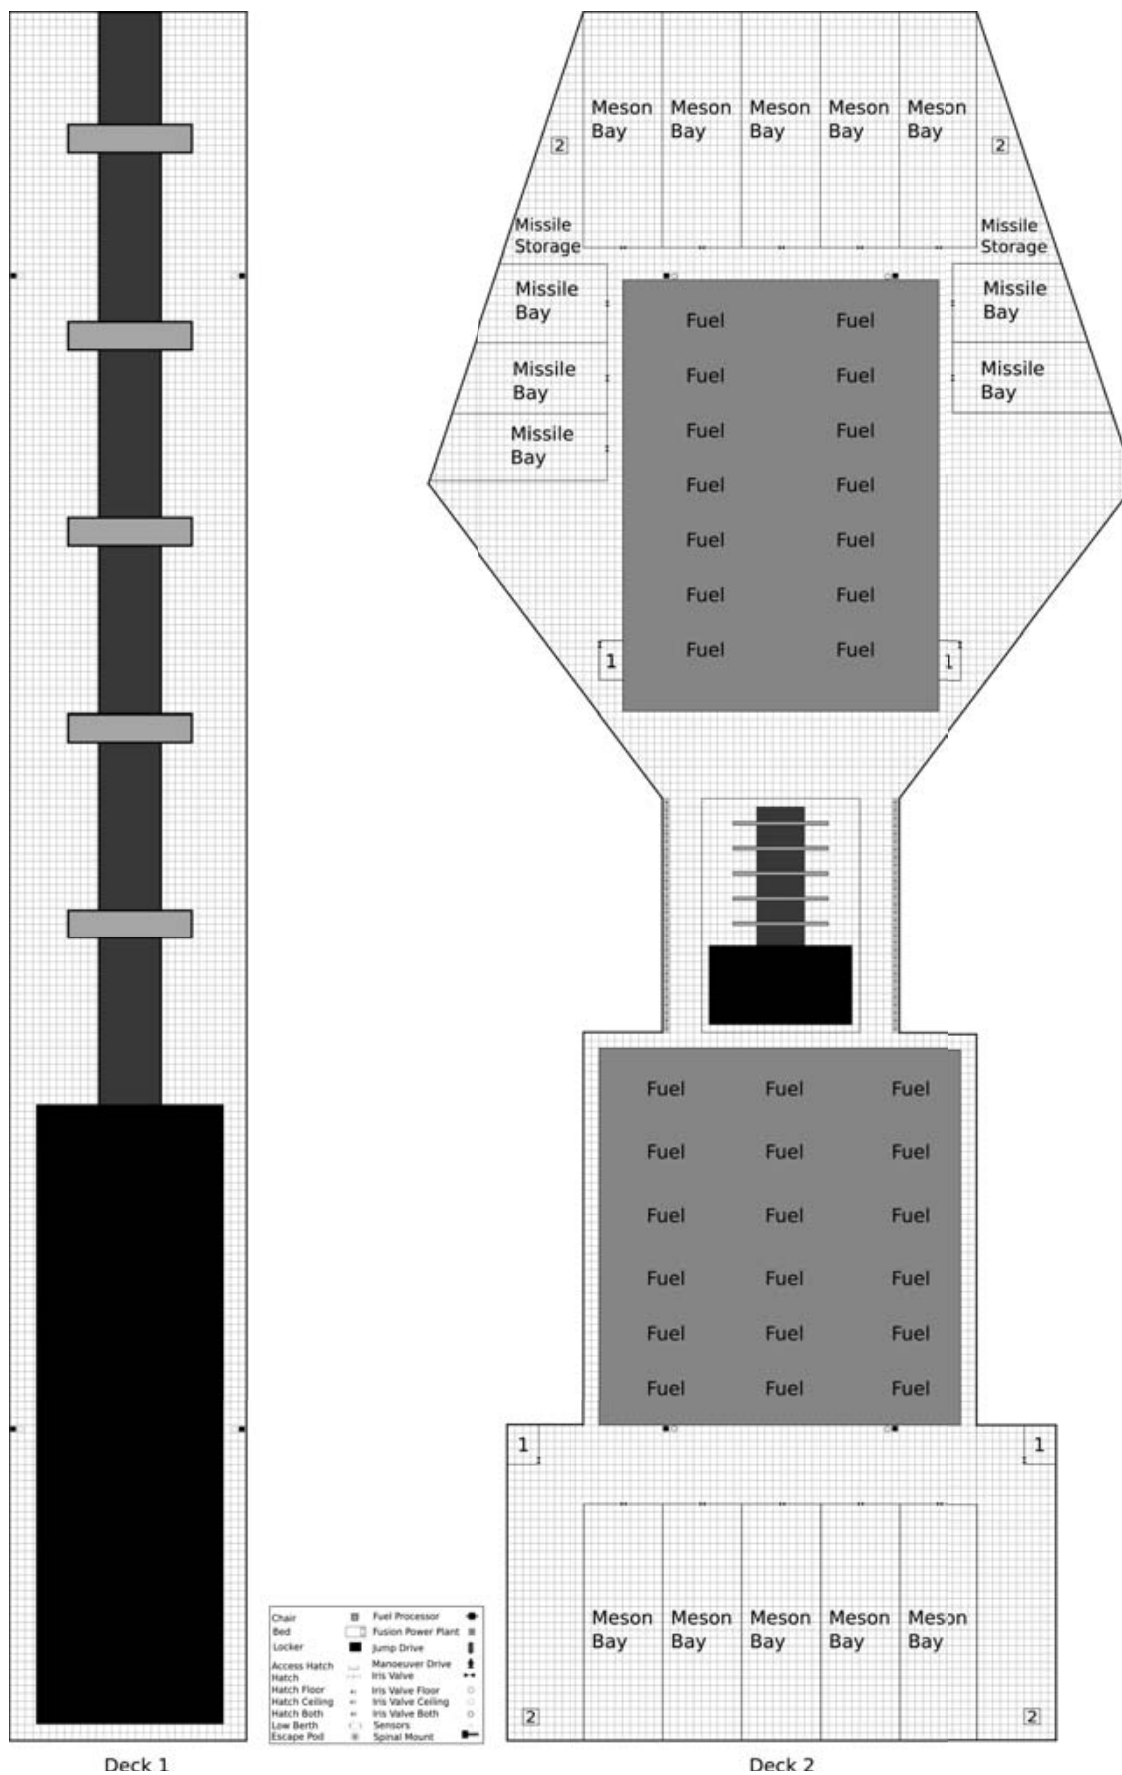 Meson Meson Meson Meson Meson
Bay Bay Bay Bay Bay
2 2
Missile Missile
Storage Storage
Missile Missile
Bay Bay
Missile Missile
Bay Bay
Missile
Bay
Fuel Fuel
Fuel Fuel
Fuel Fuel
Fuel Fuel
Fuel Fuel
Fuel Fuel
Fuel Fuel
1 1
Fuel Fuel Fuel
Fuel Fuel Fuel
Fuel Fuel Fuel
Fuel Fuel Fuel
Fuel Fuel Fuel
Fuel Fuel Fuel
1 1
Meson Meson Meson Meson Meson
Bay Bay Bay Bay Bay
2 2
Chair Fuel Processor
Bed Fusion Power Plant
Locker Jump Drive
Access Hatch Manoeuver Drive
Hatch Iris Valve
Hatch Floor Iris Valve Floor
Hatch Ceiling Iris Valve Ceiling
Hatch Both Iris Valve Both
Low Berth Sensors
Escape Pod Spinal Mount
Deck 1 Deck 2